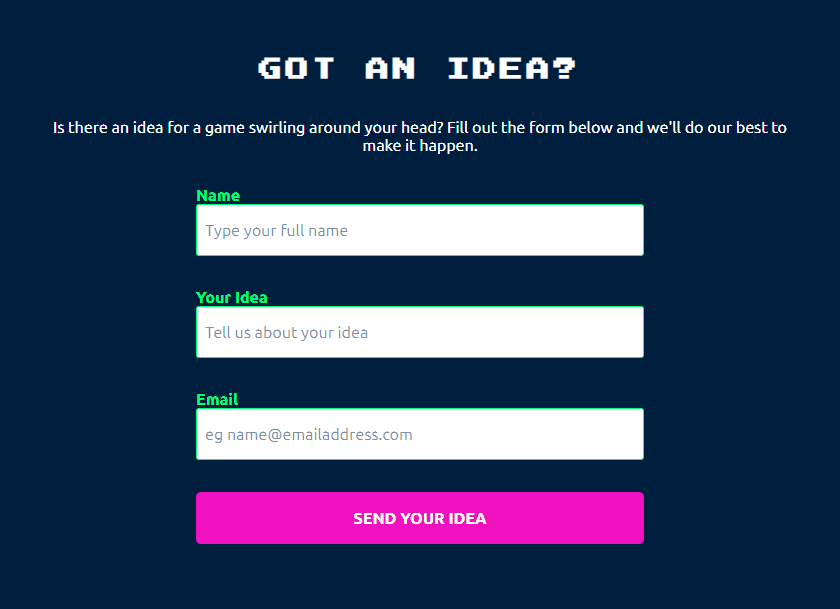 GOT AN IDEA?
Is there an idea for a game swirling around your head? Fill out the form below and we'll do our best to
make it happen.
Name
Type your full name
Your Idea
Tell us about your idea
Email
eg name@emailaddress.com
SEND YOUR IDEA